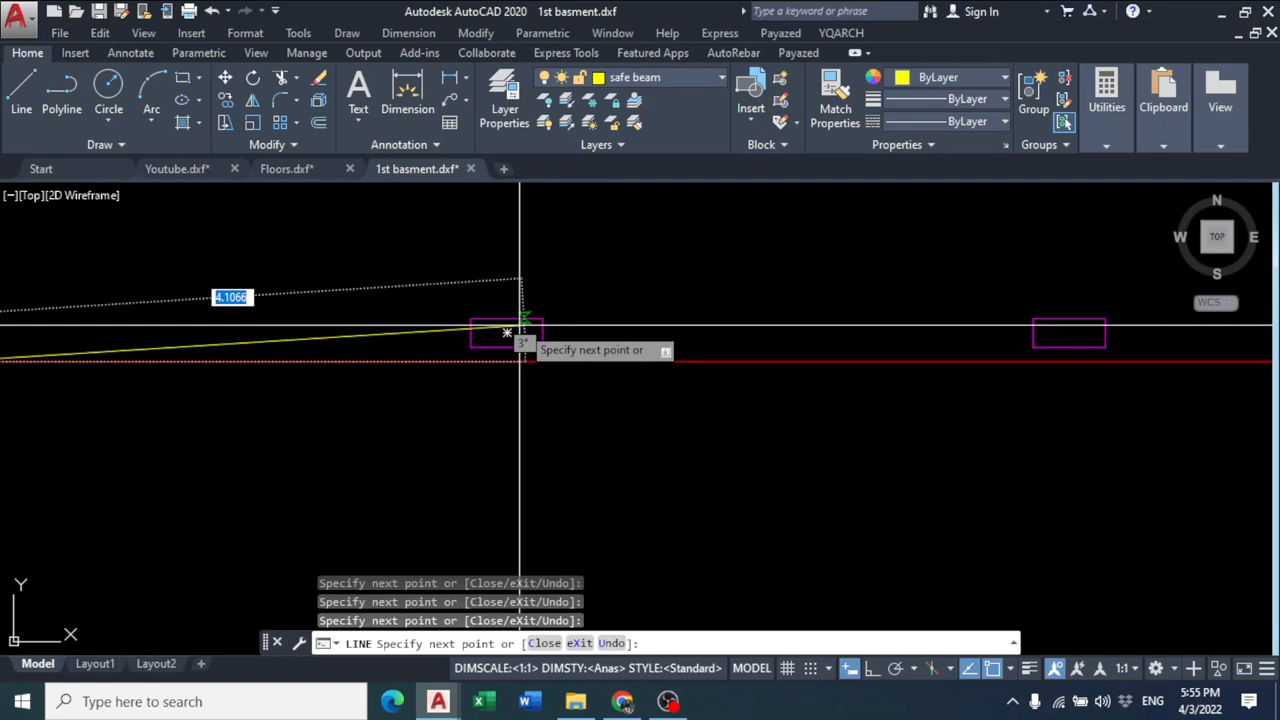 Autodesk AutoCAD 2020 1st basment.dxf
Type a keyword or phrase
Sign In
File Edit View Insert Format Tools Draw Dimension Modify Parametric Window Help Express Payazed YQARCH
Home Insert Annotate Parametric View Manage Output Add-ins Collaborate Express Tools Featured Apps AutoRebar Payazed
safe beam
ByLayer
ByLayer
ByLayer
Line Polyline Circle Arc
Text Dimension
Layer Properties
Insert
Match Properties
Group Utilities Clipboard View
Draw Modify Annotation Layers Block Properties Groups
Start Youtube.dxf* Floors.dxf* 1st basment.dxf*
[−][Top][2D Wireframe]
N
W TOP E
S
WCS
4.1066
3°
Specify next point or
Y
X
Specify next point or [Close/eXit/Undo]:
Specify next point or [Close/eXit/Undo]:
Specify next point or [Close/eXit/Undo]:
LINE Specify next point or [Close eXit Undo]:
Model Layout1 Layout2
DIMSCALE:<1:1> DIMSTY:<Anas> STYLE:<Standard> MODEL
1:1
Type here to search
ENG
5:55 PM
4/3/2022